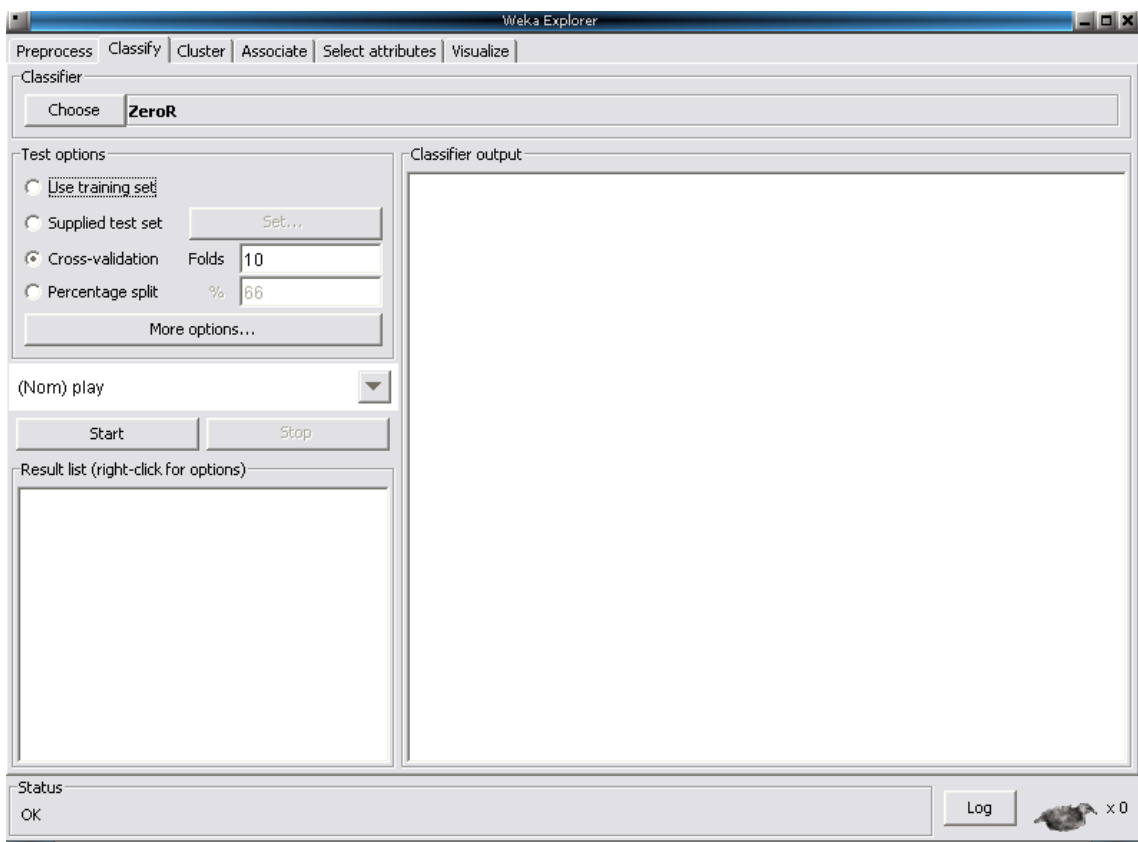 Weka Explorer
Preprocess Classify Cluster Associate Select attributes Visualize
Classifier
Choose ZeroR
Test options
Use training set
Supplied test set Set...
Cross-validation Folds 10
Percentage split % 66
More options...
(Nom) play
Start Stop
Result list (right-click for options)
Classifier output
Status
OK
Log x 0